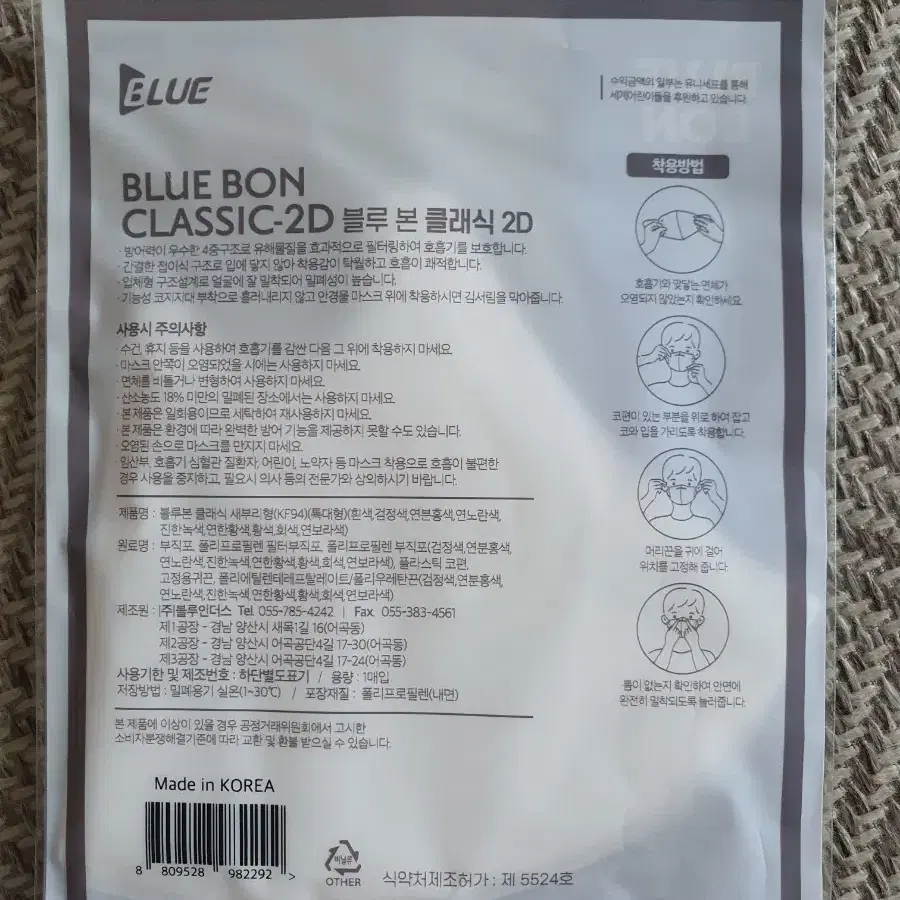 BLUE
수익금액의 일부는 유니세프를 통해
세계어린이들을 후원하고 있습니다.
BLUE BON
CLASSIC-2D 블루 본 클래식 2D
· 방어력이 우수한 4중구조로 유해물질을 효과적으로 필터링하여 호흡기를 보호합니다.
· 간결한 접이식 구조로 입에 닿지 않아 착용감이 탁월하고 호흡이 쾌적합니다.
· 입체형 구조설계로 얼굴에 잘 밀착되어 밀폐성이 높습니다.
· 기능성 코지지대 부착으로 흘러내리지 않고 안경을 마스크 위에 착용하시면 김서림을 막아줍니다.
사용시 주의사항
· 수건, 휴지 등을 사용하여 호흡기를 감싼 다음 그 위에 착용하지 마세요.
· 마스크 안쪽이 오염되었을 시에는 사용하지 마세요.
· 면체를 비틀거나 변형하여 사용하지 마세요.
· 산소농도 18% 미만의 밀폐된 장소에서는 사용하지 마세요.
· 본 제품은 일회용이므로 세탁하여 재사용하지 마세요.
· 본 제품은 환경에 따라 완벽한 방어 기능을 제공하지 못할 수도 있습니다.
· 오염된 손으로 마스크를 만지지 마세요.
· 임산부, 호흡기 심혈관 질환자, 어린이, 노약자 등 마스크 착용으로 호흡이 불편한
경우 사용을 중지하고, 필요시 의사 등의 전문가와 상의하시기 바랍니다.
제품명 : 블루본 클래식 새부리형(KF94)(특대형)(흰색,검정색,연분홍색,연노란색,
진한녹색,연한황색,황색,회색,연보라색)
원료명 : 부직포, 폴리프로필렌 필터부직포, 폴리프로필렌 부직포(검정색,연분홍색,
연노란색,진한녹색,연한황색,황색,회색,연보라색), 플라스틱 코편,
고정용귀끈, 폴리에틸렌테레프탈레이트/폴리우레탄끈(검정색,연분홍색,
연노란색,진한녹색,연한황색,황색,회색,연보라색)
제조원 : (주)블루인더스 Tel 055-785-4242 | Fax. 055-383-4561
제1공장 - 경남 양산시 새목1길 16(어곡동)
제2공장 - 경남 양산시 어곡공단4길 17-30(어곡동)
제3공장 - 경남 양산시 어곡공단4길 17-24(어곡동)
사용기한 및 제조번호 : 하단별도표기 / 용량 : 1매입
저장방법 : 밀폐용기 실온(1~30℃) / 포장재질 : 폴리프로필렌(내면)
본 제품에 이상이 있을 경우 공정거래위원회에서 고시한
소비자분쟁해결기준에 따라 교환 및 환불 받으실 수 있습니다.
Made in KOREA
8 809528 982292 >
비닐류
OTHER
식약처제조허가 : 제 5524호
착용방법
호흡기와 맞닿는 면체가
오염되지 않았는지 확인하세요.
코편이 있는 부분을 위로 하여 잡고
코와 입을 가리도록 착용합니다.
머리끈을 귀에 걸어
위치를 고정해 줍니다.
틈이 없는지 확인하여 안면에
완전히 밀착되도록 눌러줍니다.